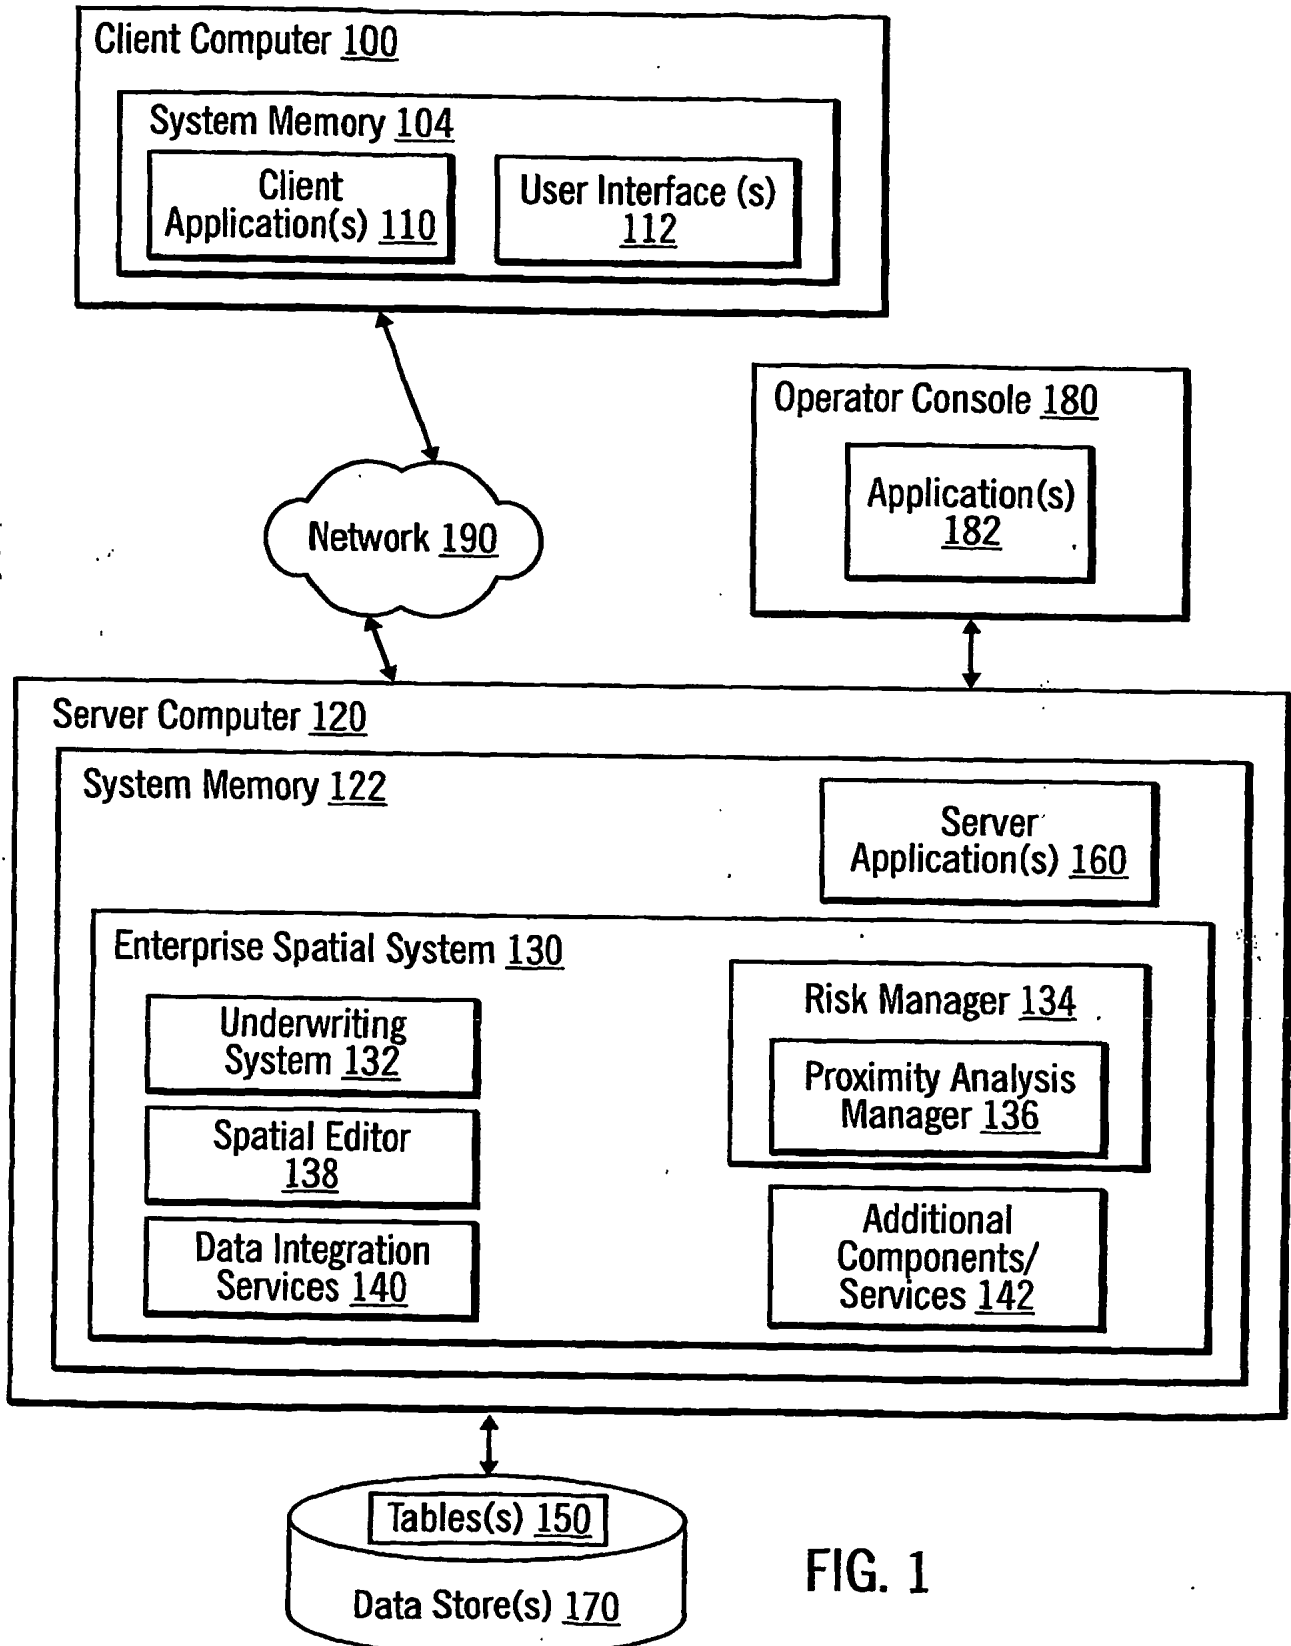 Client Computer 100
System Memory 104
Client
Application(s) 110
User Interface (s)
112
Operator Console 180
Application(s)
182
Network 190
Server Computer 120
System Memory 122
Server
Application(s) 160
Enterprise Spatial System 130
Underwriting
System 132
Spatial Editor
138
Data Integration
Services 140
Risk Manager 134
Proximity Analysis
Manager 136
Additional
Components/
Services 142
Tables(s) 150
Data Store(s) 170
FIG. 1